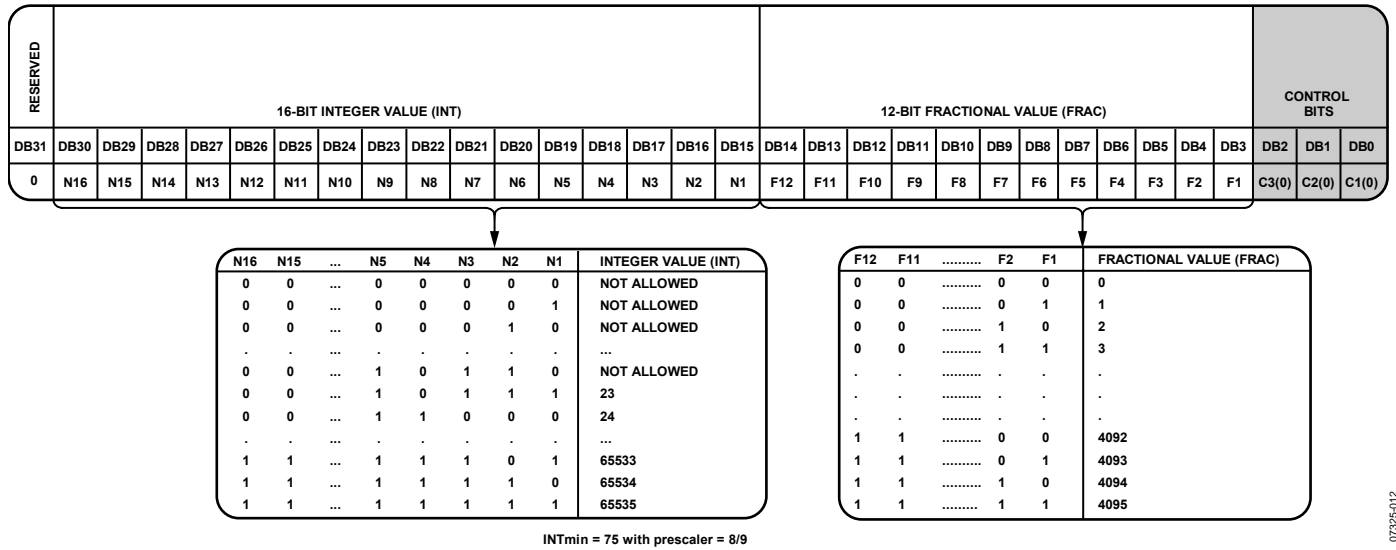 RESERVED
16-BIT INTEGER VALUE (INT)
12-BIT FRACTIONAL VALUE (FRAC)
CONTROL
BITS
DB31 DB30 DB29 DB28 DB27 DB26 DB25 DB24 DB23 DB22 DB21 DB20 DB19 DB18 DB17 DB16 DB15 DB14 DB13 DB12 DB11 DB10 DB9 DB8 DB7 DB6 DB5 DB4 DB3 DB2 DB1 DB0
0 N16 N15 N14 N13 N12 N11 N10 N9 N8 N7 N6 N5 N4 N3 N2 N1 F12 F11 F10 F9 F8 F7 F6 F5 F4 F3 F2 F1 C3(0) C2(0) C1(0)
N16 N15 ... N5 N4 N3 N2 N1 INTEGER VALUE (INT)
0 0 ... 0 0 0 0 0 NOT ALLOWED
0 0 ... 0 0 0 0 1 NOT ALLOWED
0 0 ... 0 0 0 1 0 NOT ALLOWED
. . ... . . . . . ...
0 0 ... 1 0 1 1 0 NOT ALLOWED
0 0 ... 1 0 1 1 1 23
0 0 ... 1 1 0 0 0 24
. . ... . . . . . ...
1 1 ... 1 1 1 0 1 65533
1 1 ... 1 1 1 1 0 65534
1 1 ... 1 1 1 1 1 65535
INTmin = 75 with prescaler = 8/9
F12 F11 .......... F2 F1 FRACTIONAL VALUE (FRAC)
0 0 .......... 0 0 0
0 0 .......... 0 1 1
0 0 .......... 1 0 2
0 0 .......... 1 1 3
. . .......... . . .
. . .......... . . .
. . .......... . . .
1 1 .......... 0 0 4092
1 1 .......... 0 1 4093
1 1 .......... 1 0 4094
1 1 ......... 1 1 4095
07325-012